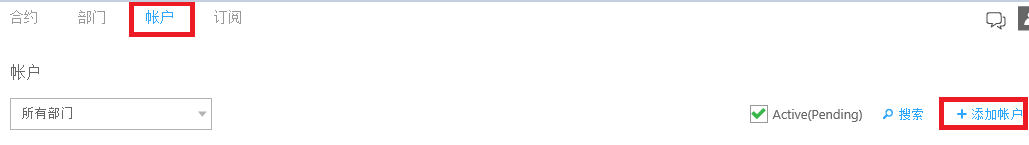 合约 部门 帐户 订阅
帐户
所有部门 Active(Pending) 搜索 添加帐户